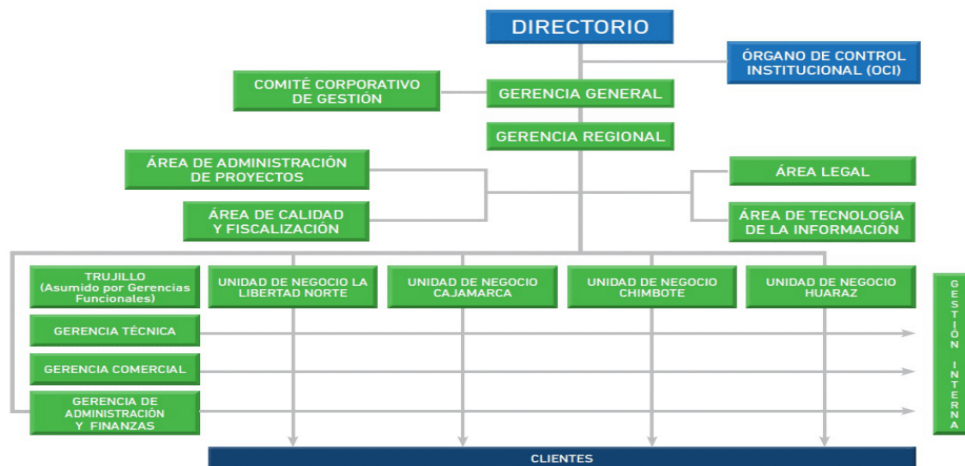 DIRECTORIO
ÓRGANO DE CONTROL
INSTITUCIONAL (OCI)
COMITÉ CORPORATIVO
DE GESTIÓN
GERENCIA GENERAL
GERENCIA REGIONAL
ÁREA DE ADMINISTRACIÓN
DE PROYECTOS
ÁREA LEGAL
ÁREA DE CALIDAD
Y FISCALIZACIÓN
ÁREA DE TECNOLOGÍA
DE LA INFORMACIÓN
TRUJILLO
(Asumido por Gerencias
Funcionales)
UNIDAD DE NEGOCIO LA
LIBERTAD NORTE
UNIDAD DE NEGOCIO
CAJAMARCA
UNIDAD DE NEGOCIO
CHIMBOTE
UNIDAD DE NEGOCIO
HUARAZ
GERENCIA TÉCNICA
GERENCIA COMERCIAL
GERENCIA DE
ADMINISTRACIÓN
Y FINANZAS
GESTIÓN INTERNA
CLIENTES